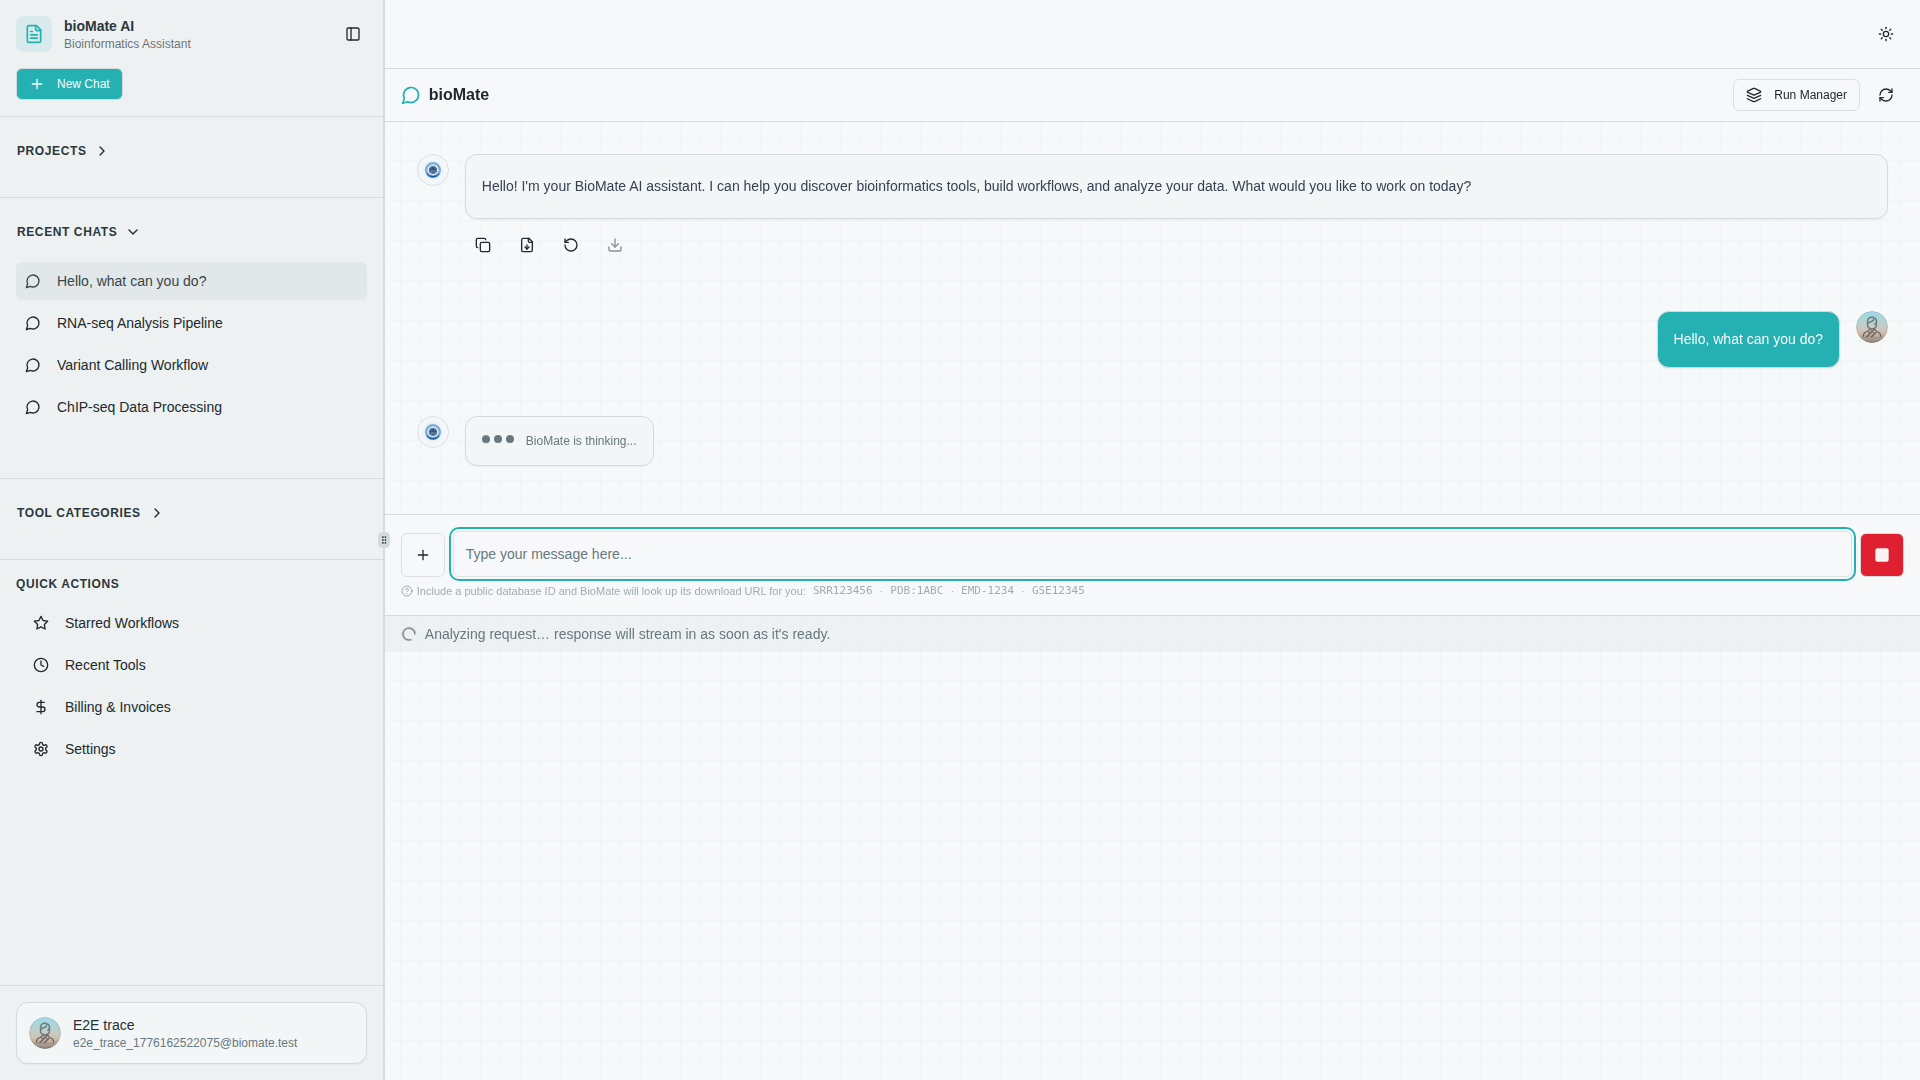 bioMate AI
Bioinformatics Assistant
New Chat
PROJECTS
RECENT CHATS
Hello, what can you do?
RNA-seq Analysis Pipeline
Variant Calling Workflow
ChIP-seq Data Processing
TOOL CATEGORIES
QUICK ACTIONS
Starred Workflows
Recent Tools
Billing & Invoices
Settings
E2E trace
e2e_trace_1776162522075@biomate.test
bioMate
Run Manager
Hello! I'm your BioMate AI assistant. I can help you discover bioinformatics tools, build workflows, and analyze your data. What would you like to work on today?
Hello, what can you do?
BioMate is thinking...
Type your message here...
Include a public database ID and BioMate will look up its download URL for you: SRR123456 · PDB:1ABC · EMD-1234 · GSE12345
Analyzing request… response will stream in as soon as it's ready.